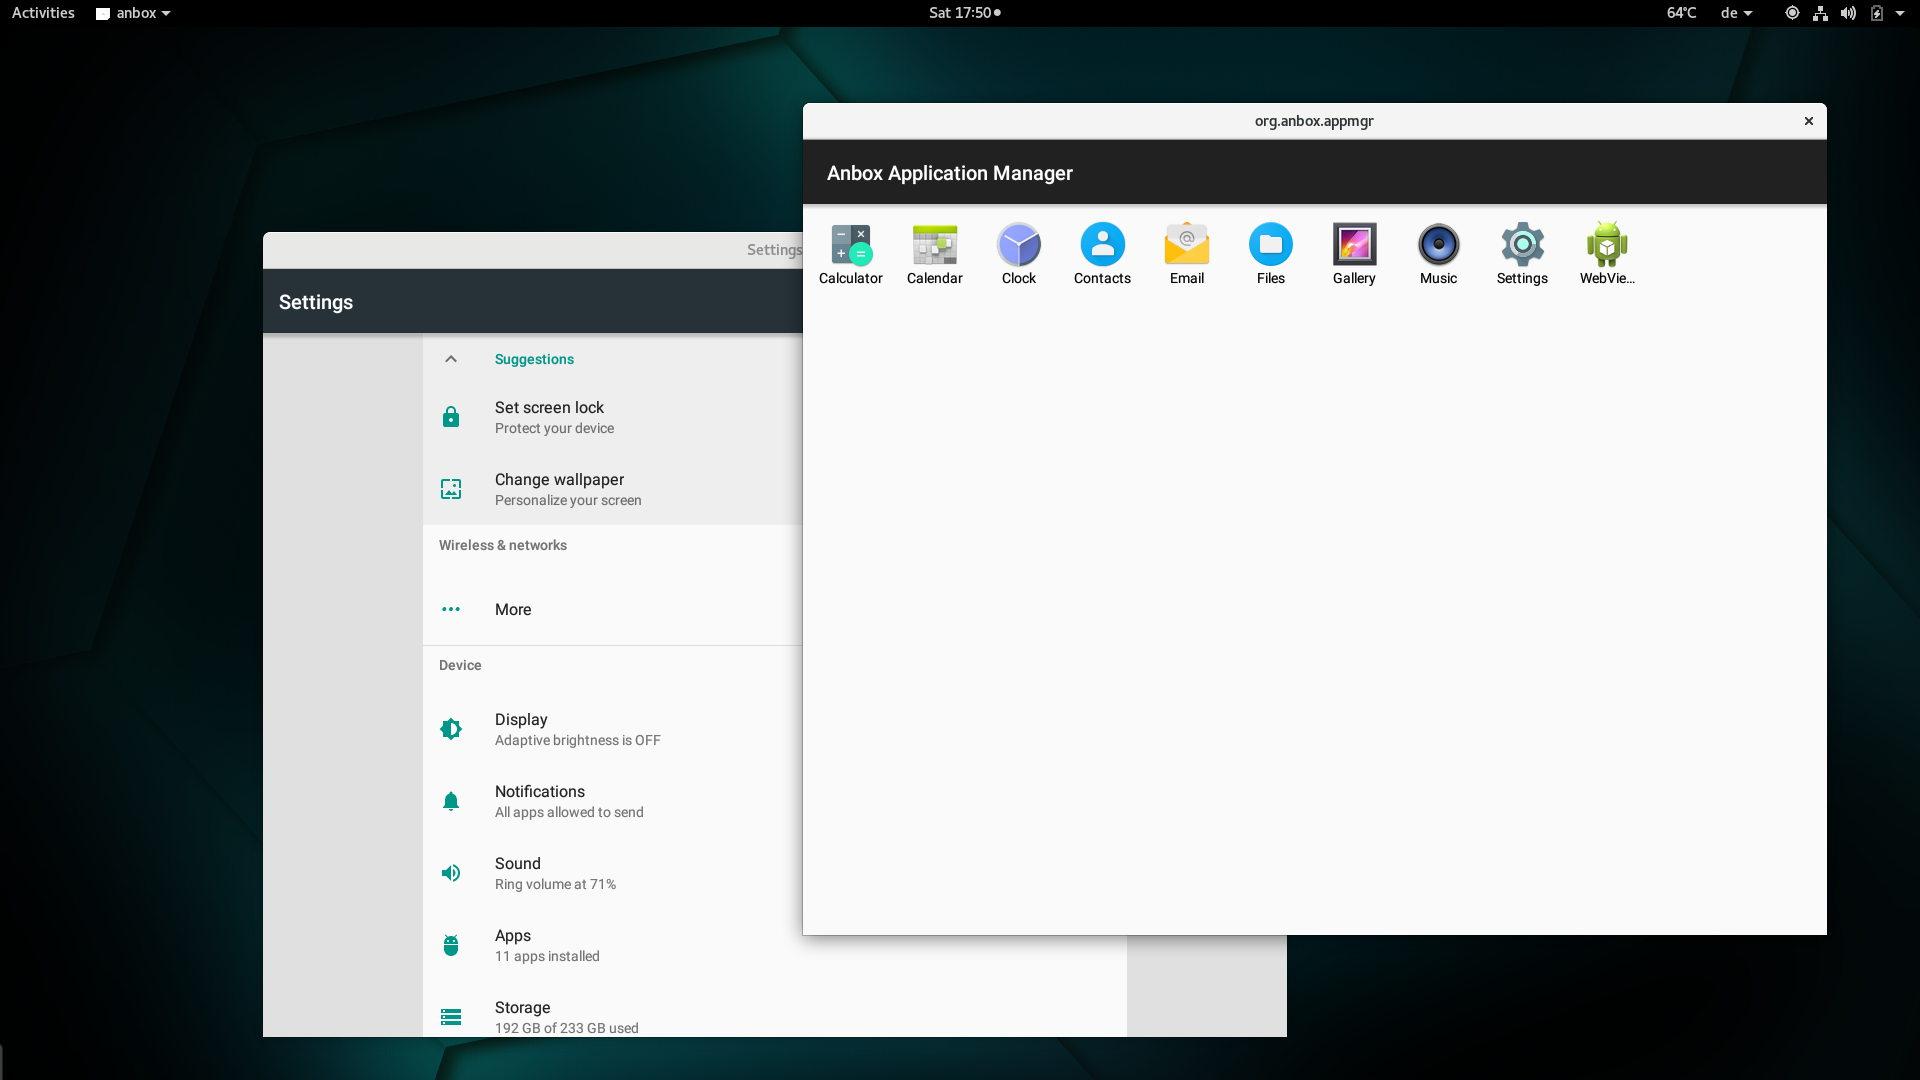 Activities
anbox
Sat 17:50
64°C
de
org.anbox.appmgr
Anbox Application Manager
Calculator
Calendar
Clock
Contacts
Email
Files
Gallery
Music
Settings
WebVie...
Settings
Settings
Suggestions
Set screen lock
Protect your device
Change wallpaper
Personalize your screen
Wireless & networks
More
Device
Display
Adaptive brightness is OFF
Notifications
All apps allowed to send
Sound
Ring volume at 71%
Apps
11 apps installed
Storage
192 GB of 233 GB used